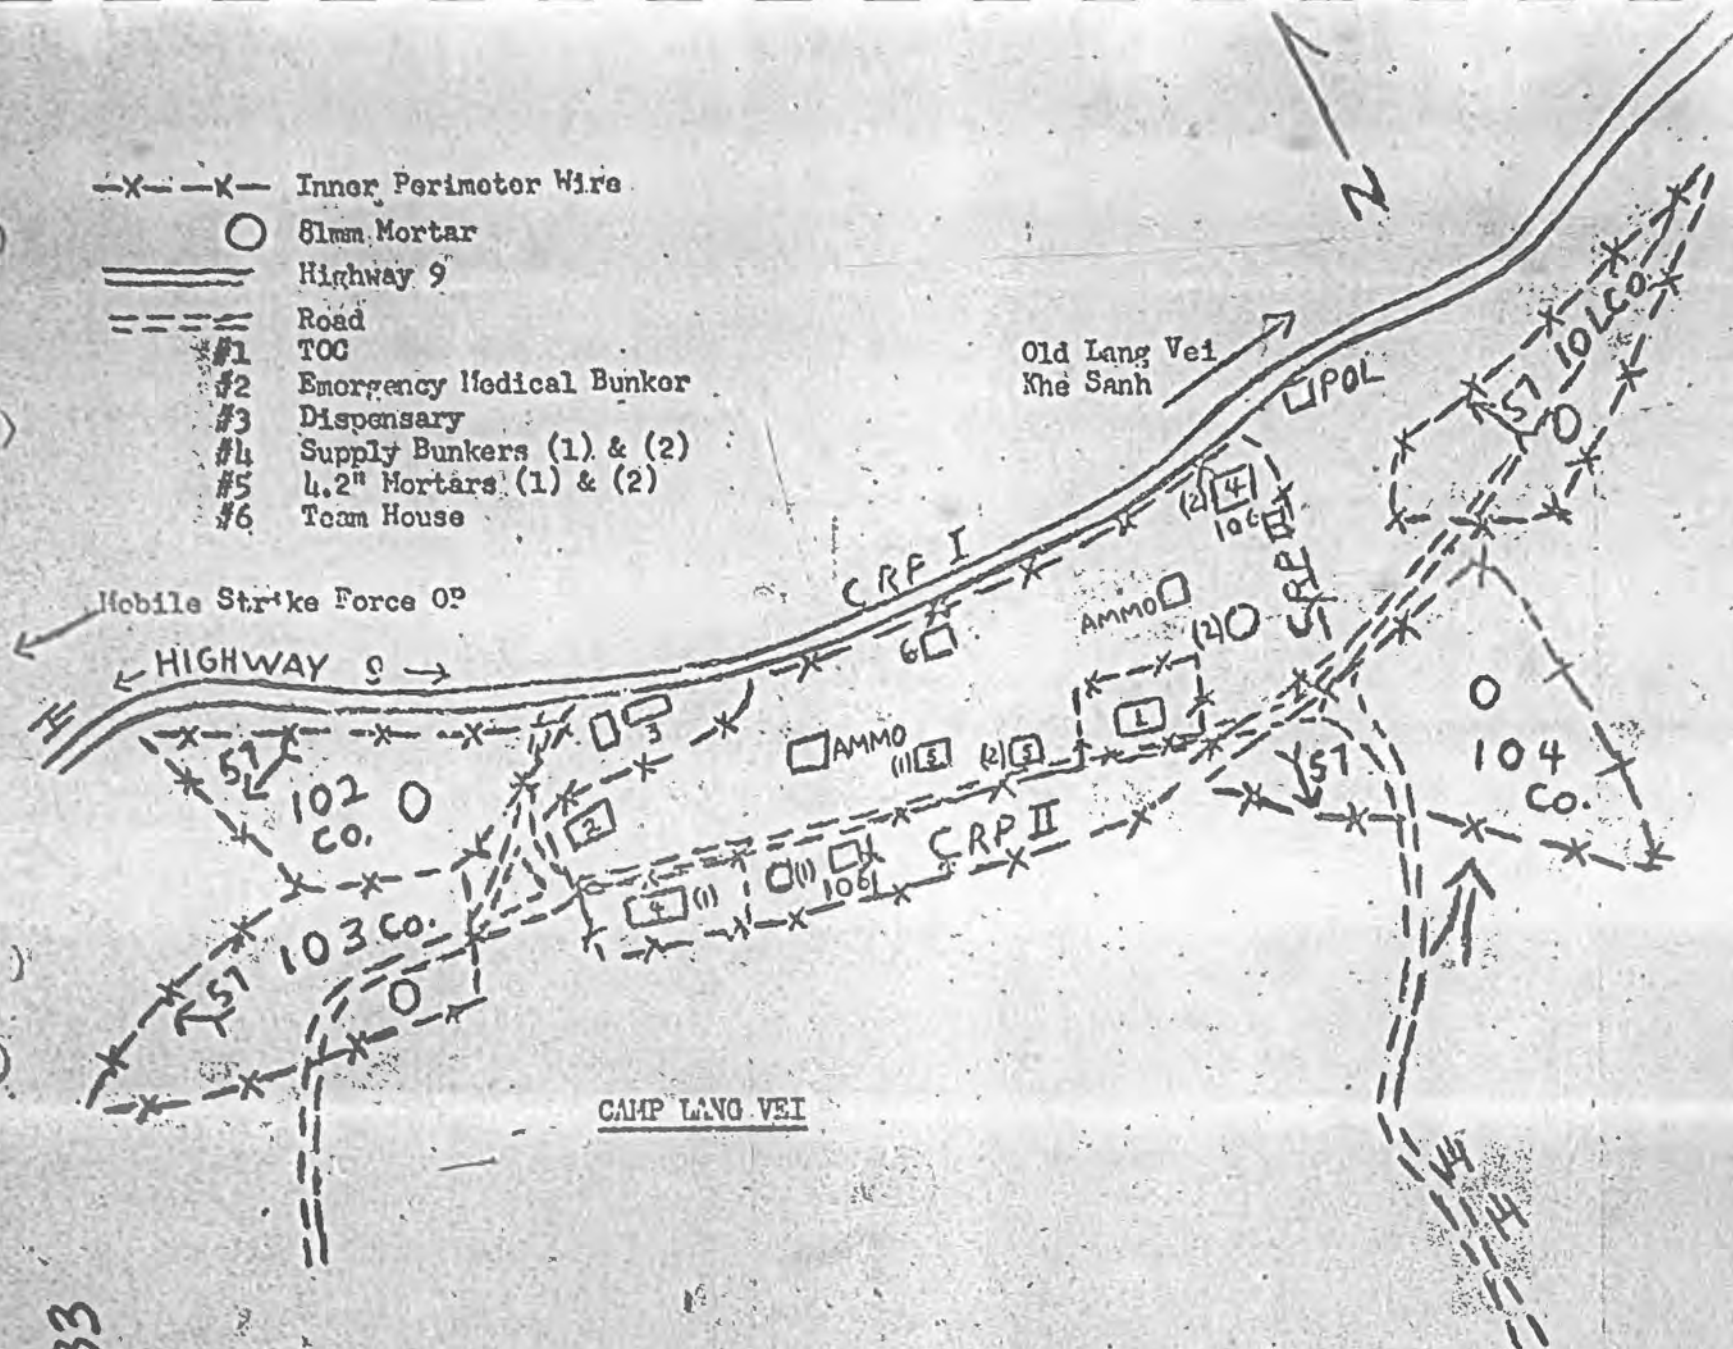 Inner Perimeter Wire
81mm Mortar
Highway 9
Road
#1 TOC
#2 Emergency Medical Bunker
#3 Dispensary
#4 Supply Bunkers (1) & (2)
#5 4.2" Mortars (1) & (2)
#6 Team House
N
Old Lang Vei
Khe Sanh
Mobile Strike Force OP
HIGHWAY 9
CRP I
POL
101 CO.
57
(2) 4
106
SRP
AMMO
(2)
6
1
3
AMMO
(1) 5
(2) 5
57
102
CO.
2
CRP II
57
104
CO.
4 (1)
(1)
106
103 CO.
57
CAMP LANG VEI
33